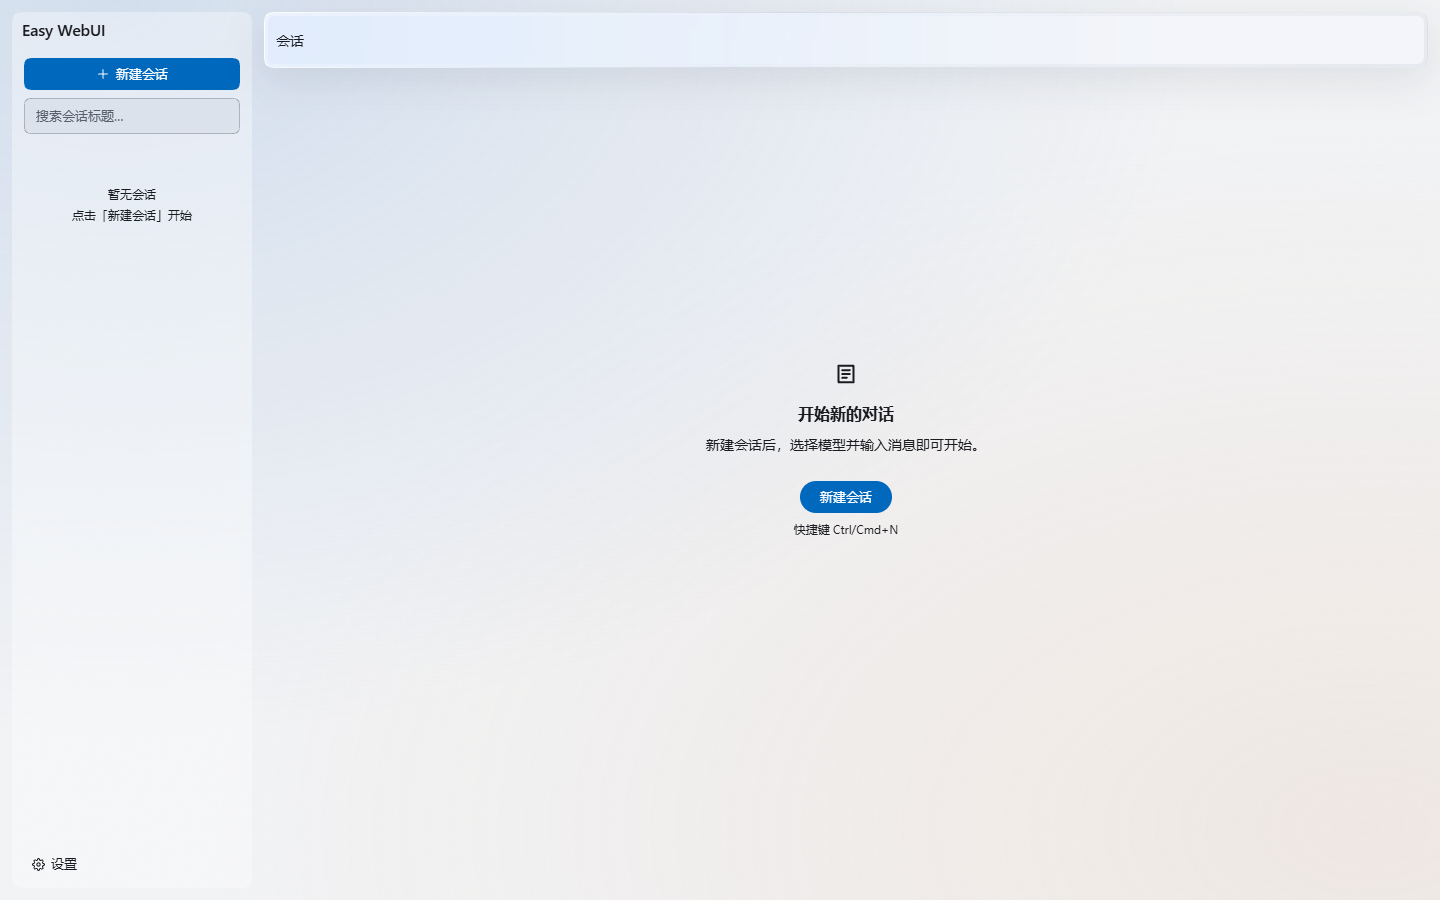 Easy WebUI
新建会话
搜索会话标题...
暂无会话
点击「新建会话」开始
设置
会话
开始新的对话
新建会话后，选择模型并输入消息即可开始。
新建会话
快捷键 Ctrl/Cmd+N